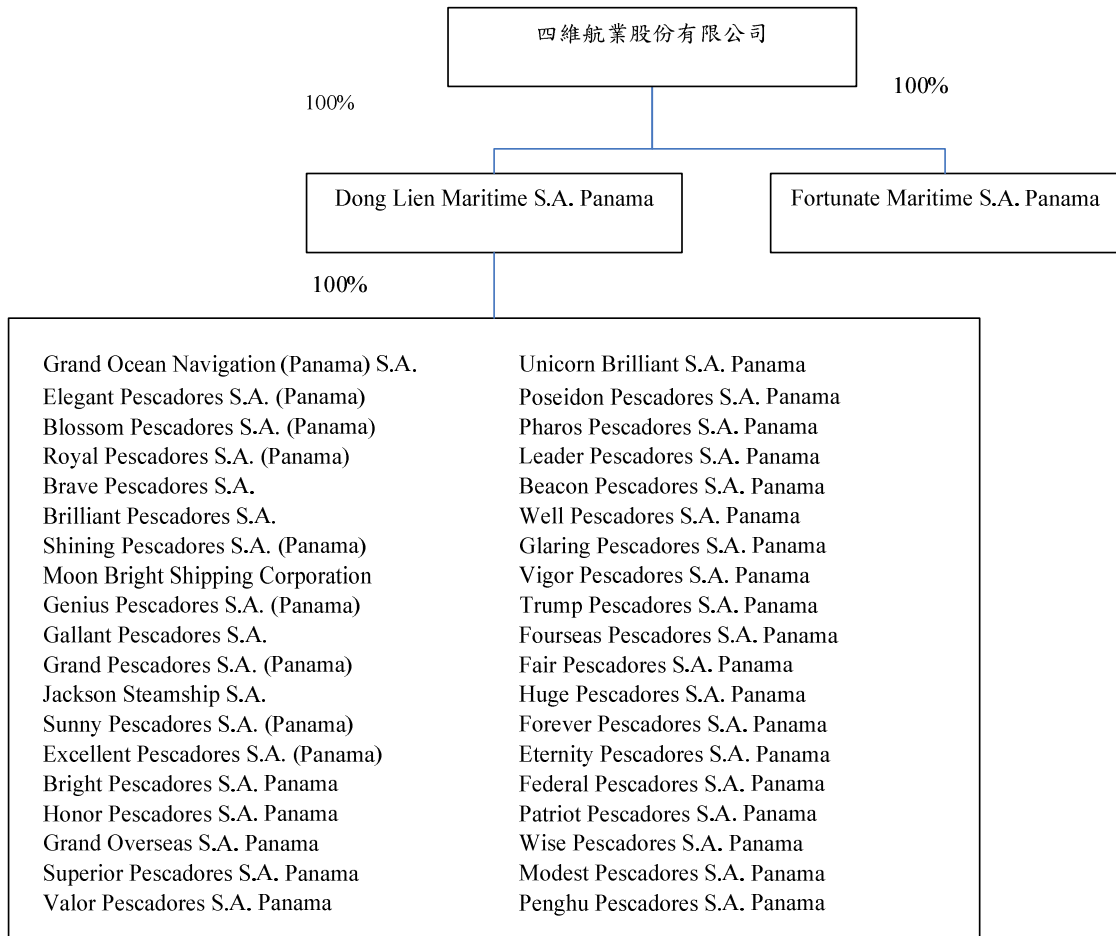 四維航業股份有限公司
100%
100%
Dong Lien Maritime S.A. Panama
Fortunate Maritime S.A. Panama
100%
Grand Ocean Navigation (Panama) S.A.
Elegant Pescadores S.A. (Panama)
Blossom Pescadores S.A. (Panama)
Royal Pescadores S.A. (Panama)
Brave Pescadores S.A.
Brilliant Pescadores S.A.
Shining Pescadores S.A. (Panama)
Moon Bright Shipping Corporation
Genius Pescadores S.A. (Panama)
Gallant Pescadores S.A.
Grand Pescadores S.A. (Panama)
Jackson Steamship S.A.
Sunny Pescadores S.A. (Panama)
Excellent Pescadores S.A. (Panama)
Bright Pescadores S.A. Panama
Honor Pescadores S.A. Panama
Grand Overseas S.A. Panama
Superior Pescadores S.A. Panama
Valor Pescadores S.A. Panama
Unicorn Brilliant S.A. Panama
Poseidon Pescadores S.A. Panama
Pharos Pescadores S.A. Panama
Leader Pescadores S.A. Panama
Beacon Pescadores S.A. Panama
Well Pescadores S.A. Panama
Glaring Pescadores S.A. Panama
Vigor Pescadores S.A. Panama
Trump Pescadores S.A. Panama
Fourseas Pescadores S.A. Panama
Fair Pescadores S.A. Panama
Huge Pescadores S.A. Panama
Forever Pescadores S.A. Panama
Eternity Pescadores S.A. Panama
Federal Pescadores S.A. Panama
Patriot Pescadores S.A. Panama
Wise Pescadores S.A. Panama
Modest Pescadores S.A. Panama
Penghu Pescadores S.A. Panama